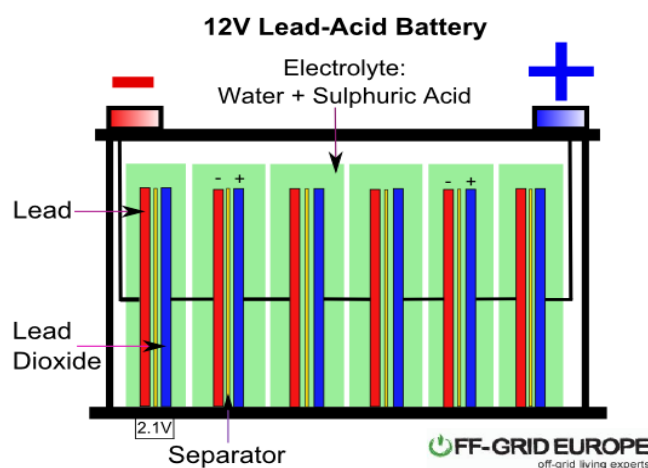 12V Lead-Acid Battery
Electrolyte:
Water + Sulphuric Acid
- +
- +
Lead
Lead
Dioxide
2.1V
Separator
OFF-GRID EUROPE
off-grid living experts